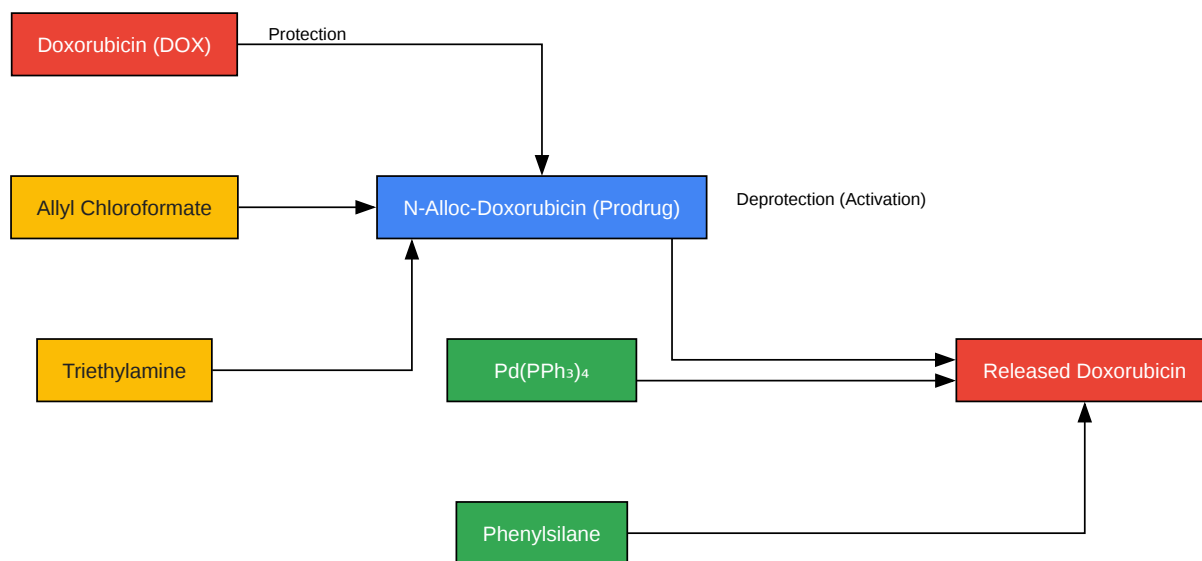 Doxorubicin (DOX)
Protection
Allyl Chloroformate
N-Alloc-Doxorubicin (Prodrug)
Deprotection (Activation)
Triethylamine
Pd(PPh₃)₄
Released Doxorubicin
Phenylsilane